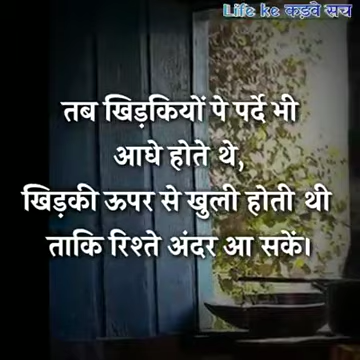 Life ke कड़वे सच
तब खिड़कियों पे पर्दे भी
आधे होते थे,
खिड़की ऊपर से खुली होती थी
ताकि रिश्ते अंदर आ सकें।